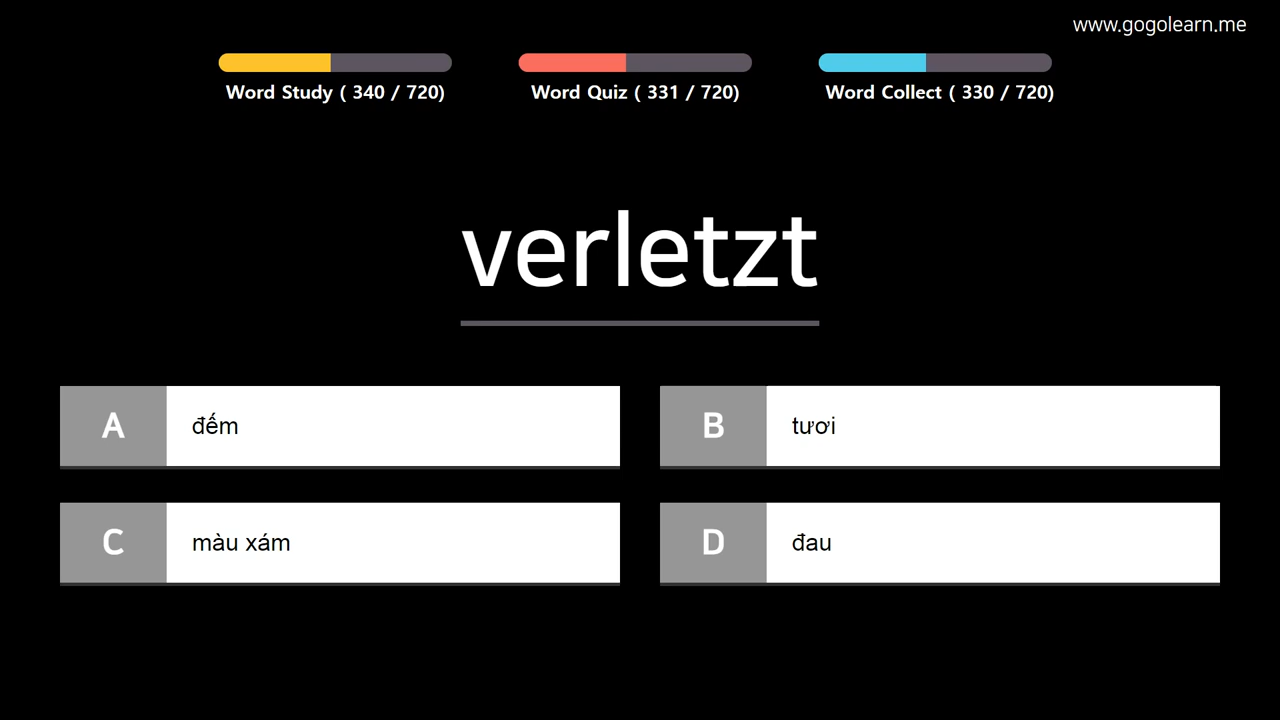 www.gogolearn.me
Word Study ( 340 / 720)
Word Quiz ( 331 / 720)
Word Collect ( 330 / 720)
verletzt
A đếm
B tươi
C màu xám
D đau